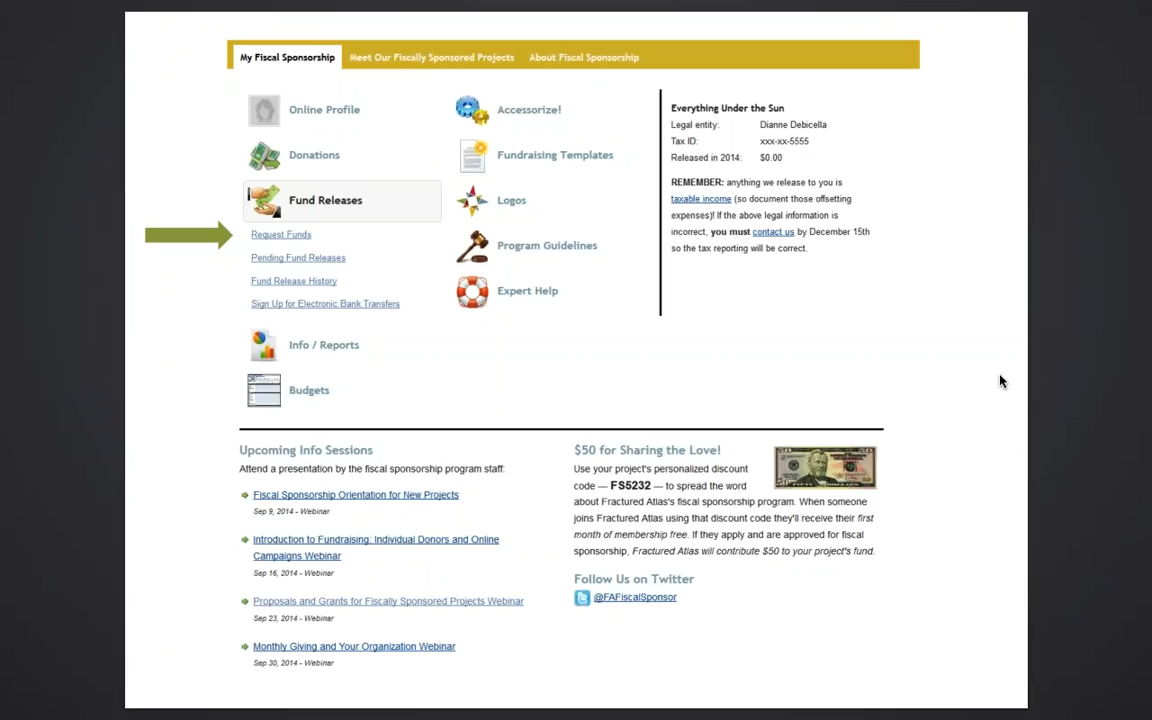 My Fiscal Sponsorship Meet Our Fiscally Sponsored Projects About Fiscal Sponsorship
Online Profile
Donations
Fund Releases
Request Funds
Pending Fund Releases
Fund Release History
Sign Up for Electronic Bank Transfers
Info / Reports
Budgets
Accessorize!
Fundraising Templates
Logos
Program Guidelines
Expert Help
Everything Under the Sun
Legal entity: Dianne Debicella
Tax ID: xxx-xx-5555
Released in 2014: $0.00
REMEMBER: anything we release to you is
taxable income (so document those offsetting
expenses)! If the above legal information is
incorrect, you must contact us by December 15th
so the tax reporting will be correct.
Upcoming Info Sessions
Attend a presentation by the fiscal sponsorship program staff:
Fiscal Sponsorship Orientation for New Projects
Sep 9, 2014 - Webinar
Introduction to Fundraising: Individual Donors and Online
Campaigns Webinar
Sep 16, 2014 - Webinar
Proposals and Grants for Fiscally Sponsored Projects Webinar
Sep 23, 2014 - Webinar
Monthly Giving and Your Organization Webinar
Sep 30, 2014 - Webinar
$50 for Sharing the Love!
Use your project's personalized discount
code — FS5232 — to spread the word
about Fractured Atlas's fiscal sponsorship program. When someone
joins Fractured Atlas using that discount code they'll receive their first
month of membership free. If they apply and are approved for fiscal
sponsorship, Fractured Atlas will contribute $50 to your project's fund.
Follow Us on Twitter
@FAFiscalSponsor